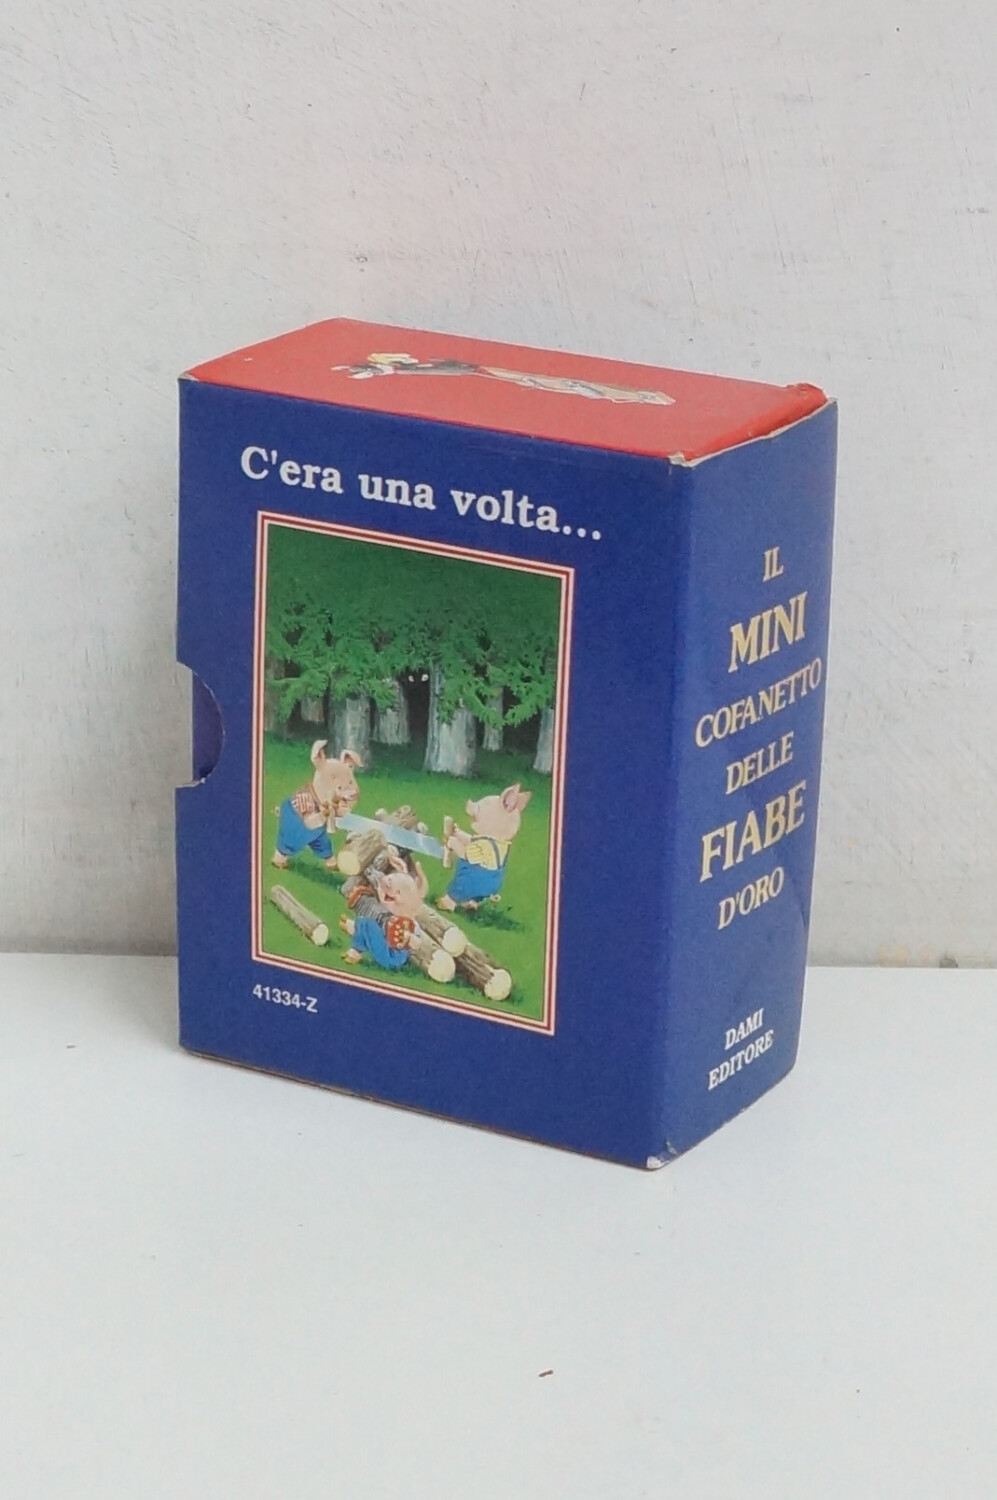 C'era una volta...
41334-Z
IL
MINI
COFANETTO
DELLE
FIABE
D'ORO
DAMI
EDITORE